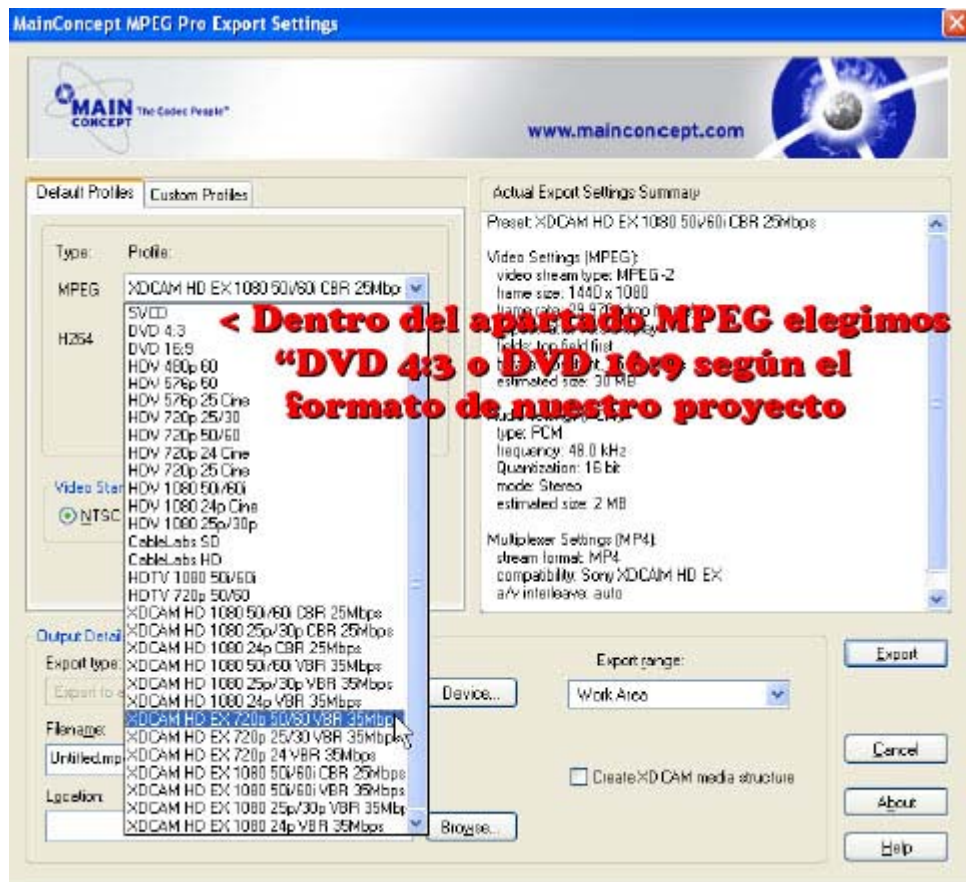 MainConcept MPEG Pro Export Settings
MAIN CONCEPT The Codec People
www.mainconcept.com
Default Profiles
Custom Profiles
Type:
Profile:
MPEG
XDCAM HD EX 1080 50i/60i CBR 25Mbp
H264
SVCD
DVD 4:3
DVD 16:9
HDV 480p 60
HDV 576p 50
HDV 576p 25 Cine
HDV 720p 25/30
HDV 720p 50/60
HDV 720p 24 Cine
HDV 720p 25 Cine
HDV 1080 50i/60i
HDV 1080 24p Cine
HDV 1080 25p/30p
CableLabs SD
CableLabs HD
HDTV 1080 50i/60i
HDTV 720p 50/60
XDCAM HD 1080 50i/60i CBR 25Mbps
XDCAM HD 1080 25p/30p CBR 25Mbps
XDCAM HD 1080 24p CBR 25Mbps
XDCAM HD 1080 50i/60i VBR 35Mbps
XDCAM HD 1080 25p/30p VBR 35Mbps
XDCAM HD 1080 24p VBR 35Mbps
XDCAM HD EX 720p 50/60 VBR 35Mbp
XDCAM HD EX 720p 25/30 VBR 35Mbps
XDCAM HD EX 720p 24 VBR 35Mbps
XDCAM HD EX 1080 50i/60i CBR 25Mbps
XDCAM HD EX 1080 50i/60i VBR 35Mbps
XDCAM HD EX 1080 25p/30p VBR 35Mbp
XDCAM HD EX 1080 24p VBR 35Mbps
< Dentro del apartado MPEG elegimos
“DVD 4:3 o DVD 16:9 según el
formato de nuestro proyecto
Actual Export Settings Summary
Preset: XDCAM HD EX 1080 50i/60i CBR 25Mbps
Video Settings (MPEG):
video stream type: MPEG-2
frame size: 1440 x 1080
fields: top field first
estimated size: 30 MB
type: PCM
frequency: 48.0 kHz
Quantization: 16 bit
mode: Stereo
estimated size: 2 MB
Multiplexer Settings (MP4):
stream format: MP4
compatibility: Sony XDCAM HD EX
a/v interleave: auto
Video Star
NTSC
Output Detail
Export type:
Export to a
Device...
Filename:
Untitled.mp
Location:
Browse...
Export range:
Work Area
Create XDCAM media structure
Export
Cancel
About
Help